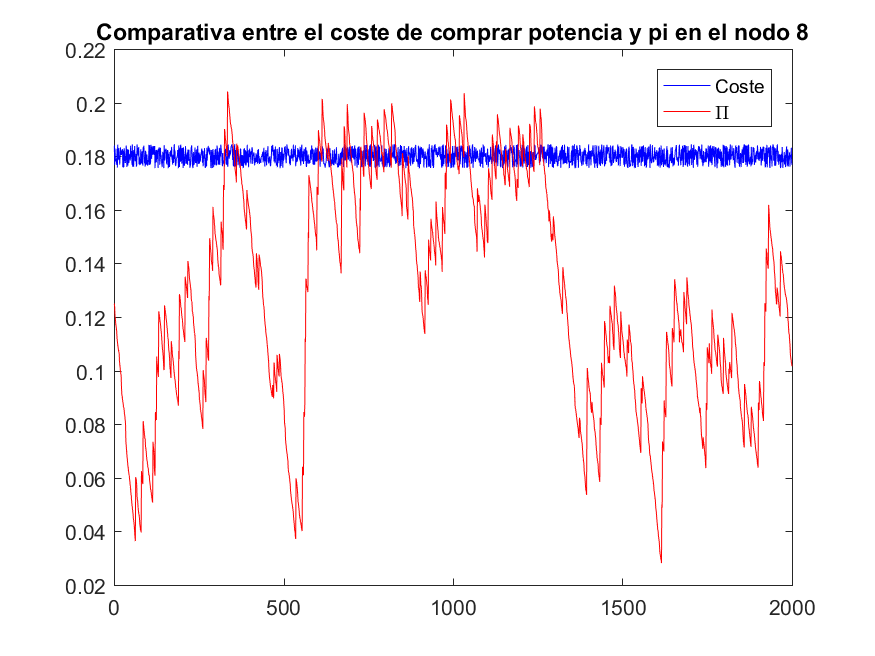 Comparativa entre el coste de comprar potencia y pi en el nodo 8
0.22
0.2
0.18
0.16
0.14
0.12
0.1
0.08
0.06
0.04
0.02
Coste
Π
0 500 1000 1500 2000